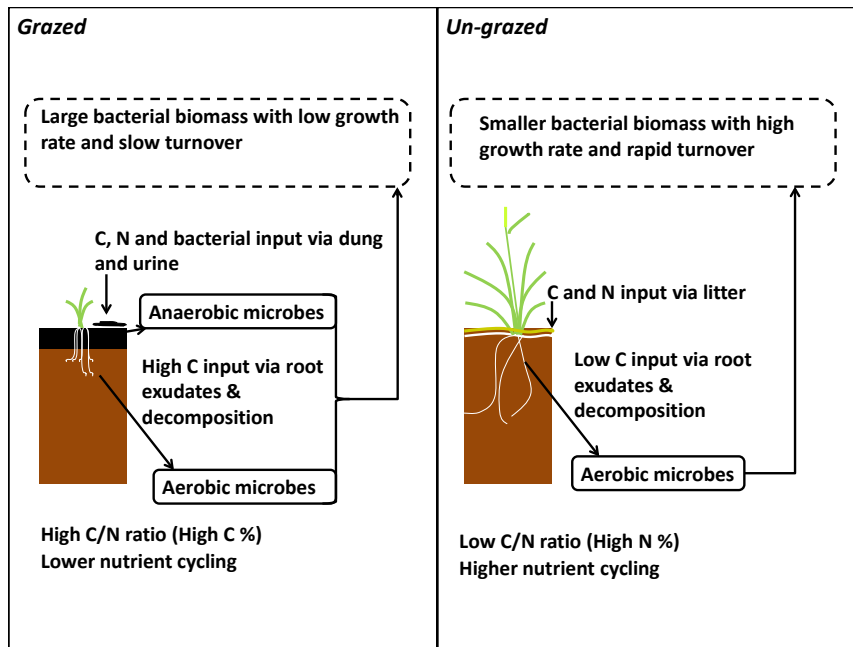 Grazed
Large bacterial biomass with low growth
rate and slow turnover
C, N and bacterial input via dung
and urine
Anaerobic microbes
High C input via root
exudates &
decomposition
Aerobic microbes
High C/N ratio (High C %)
Lower nutrient cycling
Un-grazed
Smaller bacterial biomass with high
growth rate and rapid turnover
C and N input via litter
Low C input via root
exudates &
decomposition
Aerobic microbes
Low C/N ratio (High N %)
Higher nutrient cycling